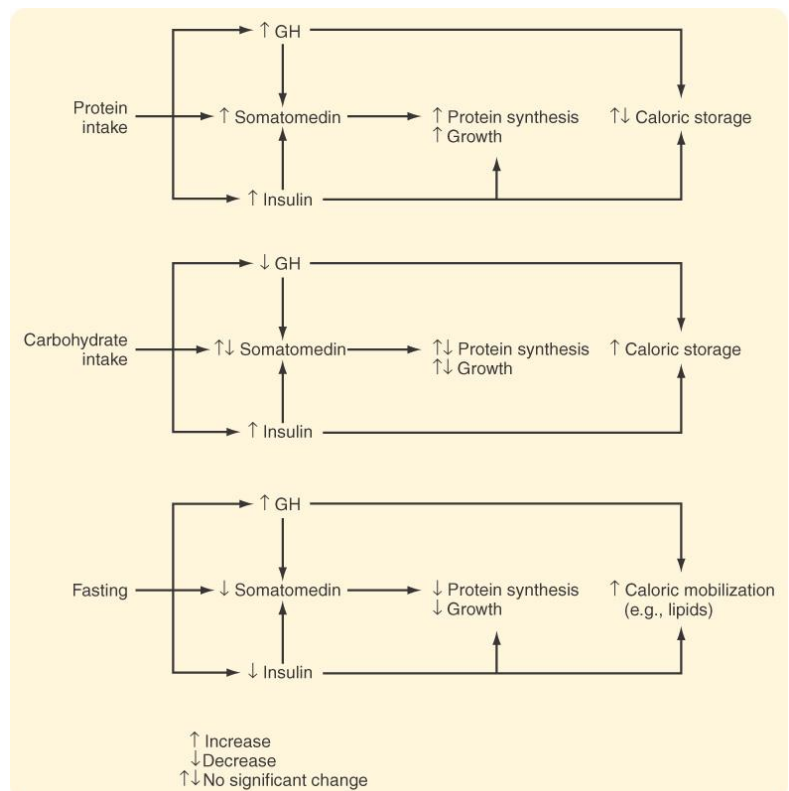 ↑ GH
Protein
intake
↑ Somatomedin
↑ Protein synthesis
↑ Growth
↑↓ Caloric storage
↑ Insulin
↓ GH
Carbohydrate
intake
↑↓ Somatomedin
↑↓ Protein synthesis
↑↓ Growth
↑ Caloric storage
↑ Insulin
↑ GH
Fasting
↓ Somatomedin
↓ Protein synthesis
↓ Growth
↑ Caloric mobilization
(e.g., lipids)
↓ Insulin
↑ Increase
↓ Decrease
↑↓ No significant change